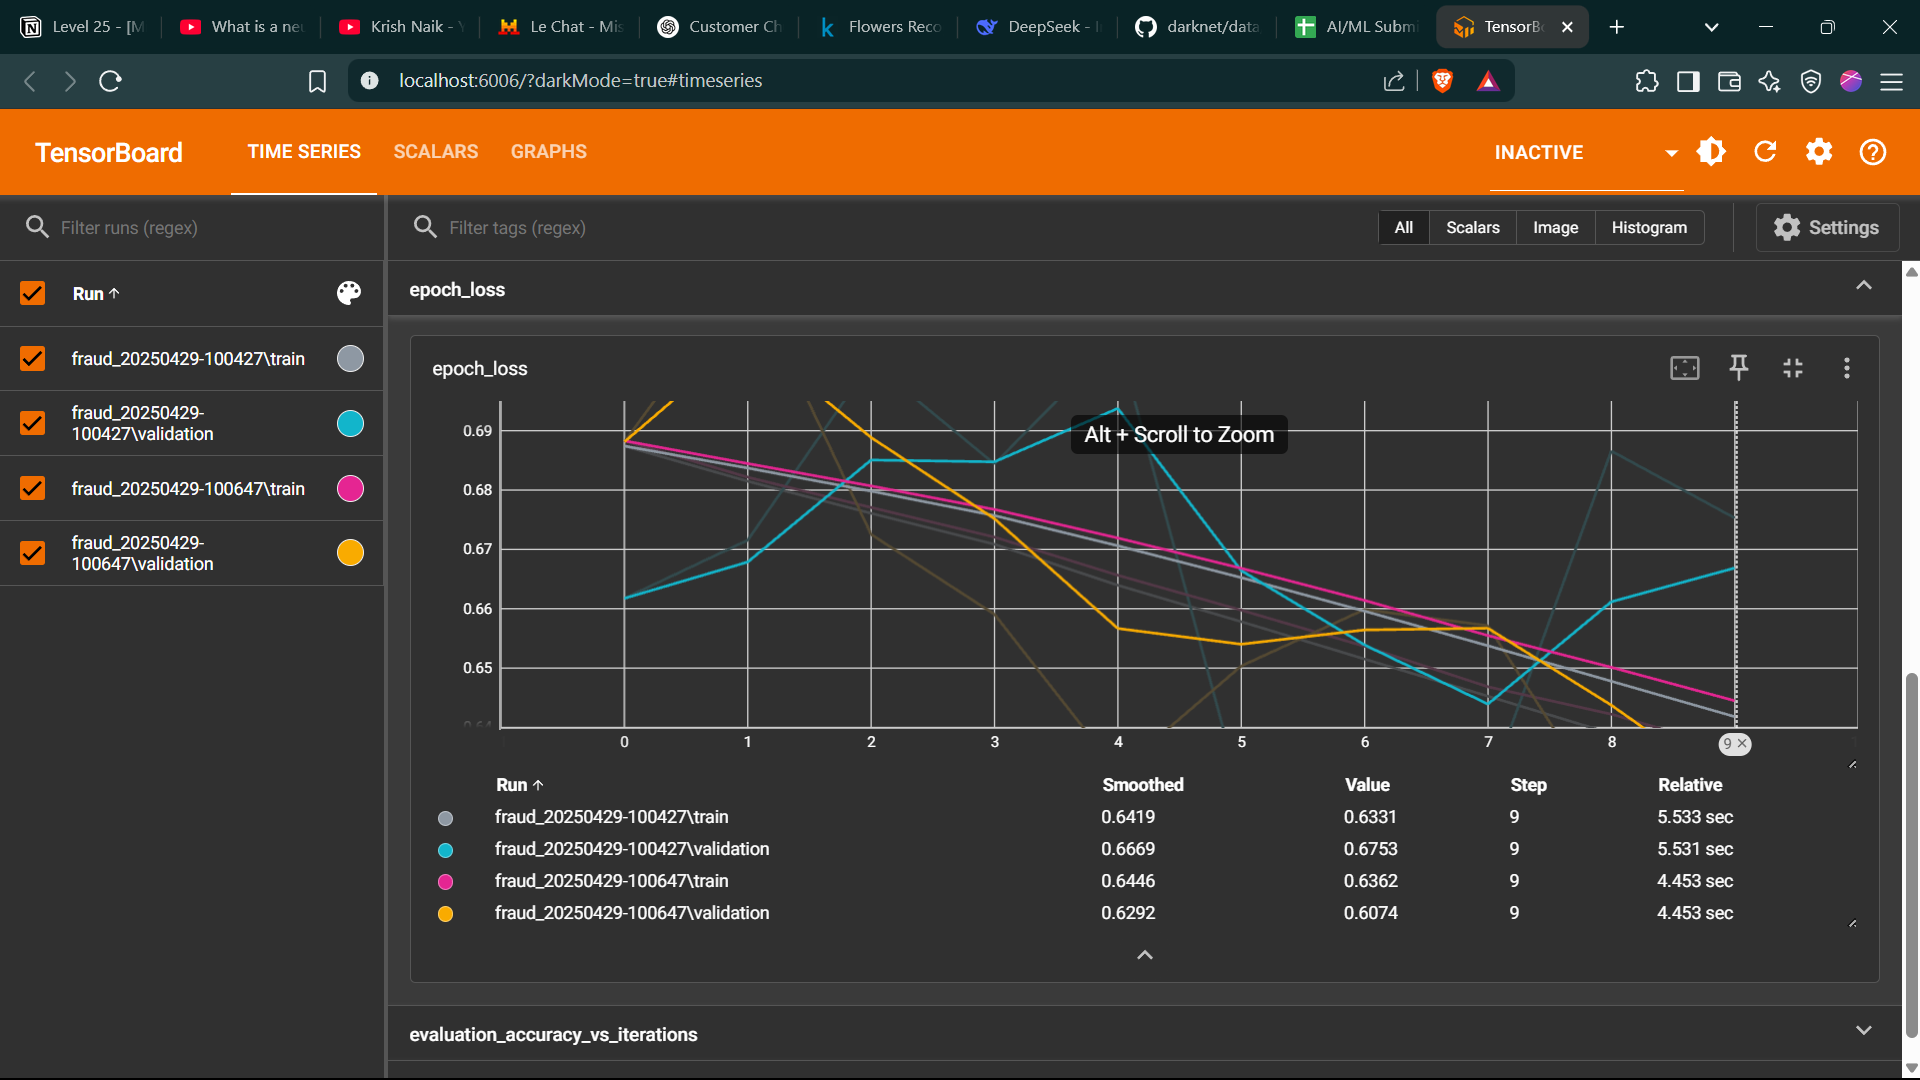 Level 25 - [M
What is a neu
Krish Naik - Y
Le Chat - Mis
Customer Ch
Flowers Reco
DeepSeek - I
darknet/data
AI/ML Submi
TensorB
localhost:6006/?darkMode=true#timeseries
TensorBoard
TIME SERIES
SCALARS
GRAPHS
INACTIVE
Filter runs (regex)
Filter tags (regex)
All
Scalars
Image
Histogram
Settings
Run ↑
fraud_20250429-100427\train
fraud_20250429-
100427\validation
fraud_20250429-100647\train
fraud_20250429-
100647\validation
epoch_loss
epoch_loss
Alt + Scroll to Zoom
0.69
0.68
0.67
0.66
0.65
0.64
0 1 2 3 4 5 6 7 8 9 ×
Run ↑ Smoothed Value Step Relative
fraud_20250429-100427\train 0.6419 0.6331 9 5.533 sec
fraud_20250429-100427\validation 0.6669 0.6753 9 5.531 sec
fraud_20250429-100647\train 0.6446 0.6362 9 4.453 sec
fraud_20250429-100647\validation 0.6292 0.6074 9 4.453 sec
evaluation_accuracy_vs_iterations